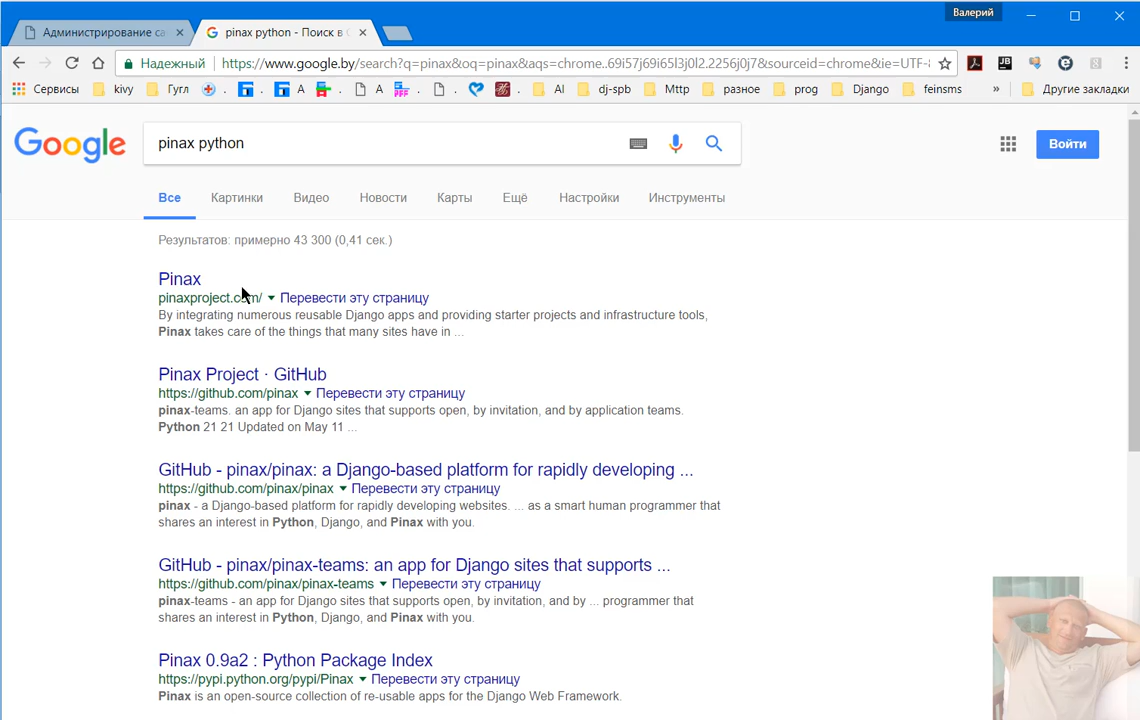 Валерий
Администрирование са
pinax python - Поиск в
Надежный
https://www.google.by/search?q=pinax&oq=pinax&aqs=chrome..69i57j69i65l3j0l2.2256j0j7&sourceid=chrome&ie=UTF-8
Сервисы kivy Гугл . . A . A . . AI dj-spb Mttp разное prog Django feinsms » Другие закладки
Google
pinax python
Войти
Все Картинки Видео Новости Карты Ещё Настройки Инструменты
Результатов: примерно 43 300 (0,41 сек.)
Pinax
pinaxproject.com/ Перевести эту страницу
By integrating numerous reusable Django apps and providing starter projects and infrastructure tools,
Pinax takes care of the things that many sites have in ...
Pinax Project · GitHub
https://github.com/pinax Перевести эту страницу
pinax-teams. an app for Django sites that supports open, by invitation, and by application teams.
Python 21 21 Updated on May 11 ...
GitHub - pinax/pinax: a Django-based platform for rapidly developing ...
https://github.com/pinax/pinax Перевести эту страницу
pinax - a Django-based platform for rapidly developing websites. ... as a smart human programmer that
shares an interest in Python, Django, and Pinax with you.
GitHub - pinax/pinax-teams: an app for Django sites that supports ...
https://github.com/pinax/pinax-teams Перевести эту страницу
pinax-teams - an app for Django sites that supports open, by invitation, and by ... programmer that
shares an interest in Python, Django, and Pinax with you.
Pinax 0.9a2 : Python Package Index
https://pypi.python.org/pypi/Pinax Перевести эту страницу
Pinax is an open-source collection of re-usable apps for the Django Web Framework.